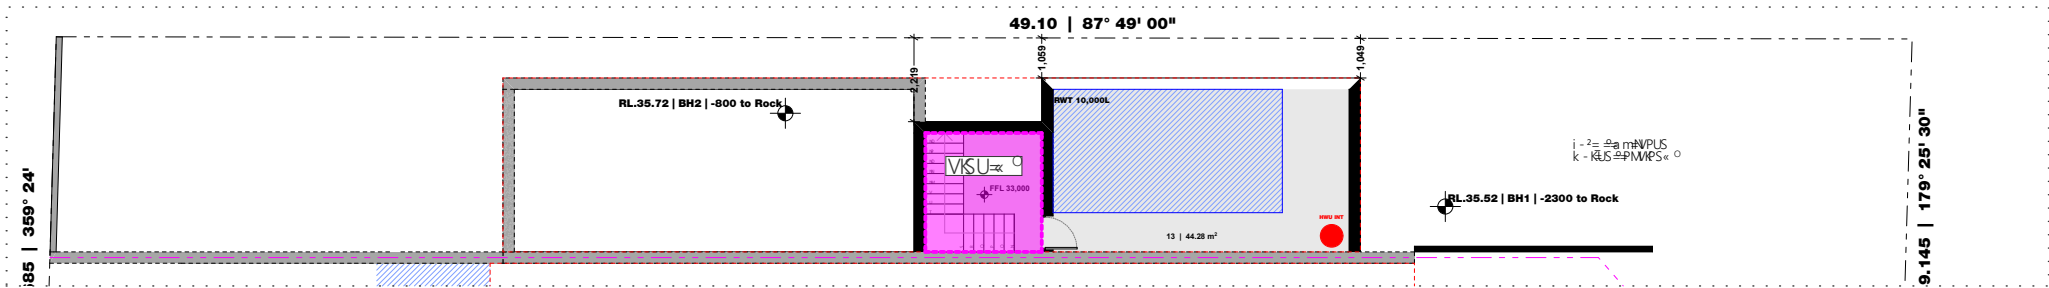 49.10 | 87° 49' 00"
2,219
1,059
1,049
RL.35.72 | BH2 | -800 to Rock
RWT 10,000L
FFL 33,000
RL.35.52 | BH1 | -2300 to Rock
HWU INT
13 | 44.28 m²
685 | 359° 24'
9.145 | 179° 25' 30"